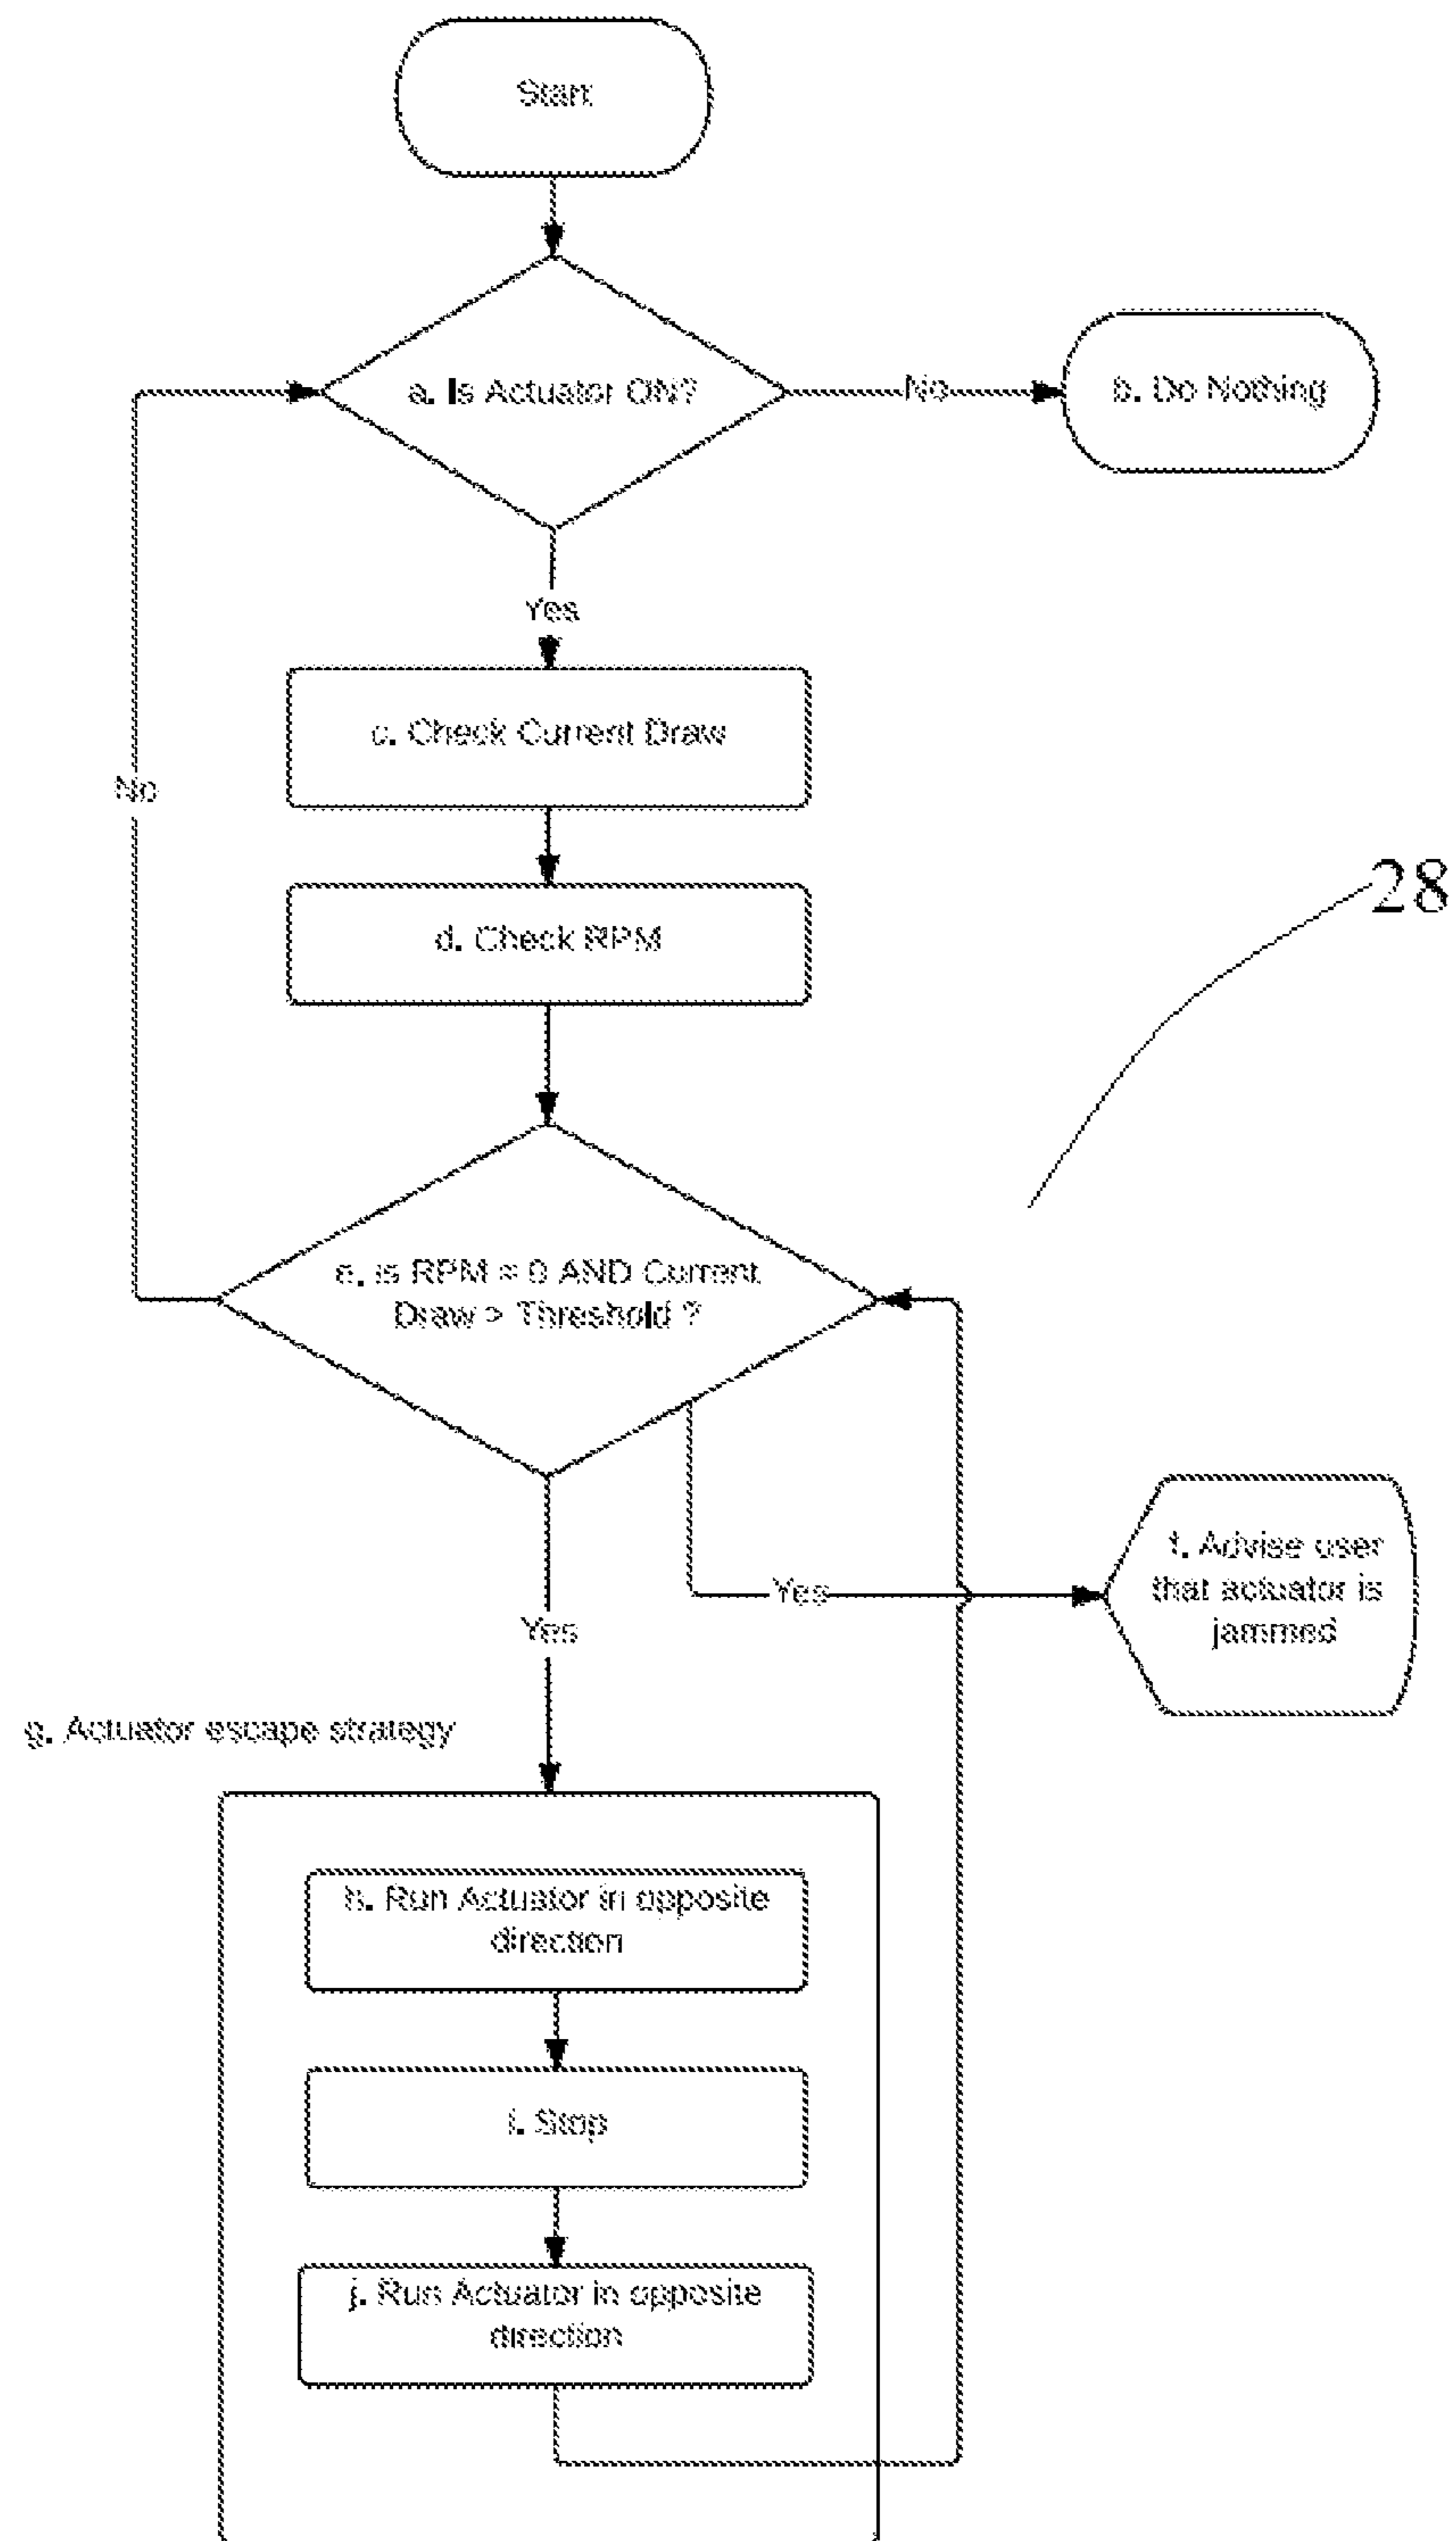 Start
a. Is Actuator ON?
No
b. Do Nothing
Yes
c. Check Current Draw
No
d. Check RPM
28
e. is RPM = 0 AND Current
Draw > Threshold ?
Yes
f. Advise user
that actuator is
jammed
Yes
g. Actuator escape strategy
h. Run Actuator in opposite
direction
i. Stop
j. Run Actuator in opposite
direction